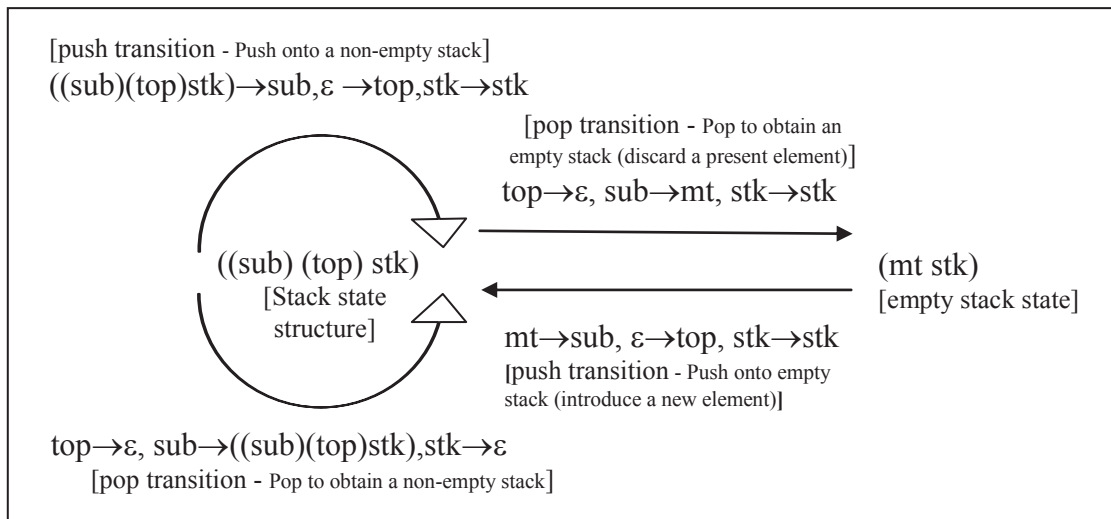 [push transition - Push onto a non-empty stack]
((sub)(top)stk)→sub,ε →top,stk→stk
[pop transition - Pop to obtain an
empty stack (discard a present element)]
top→ε, sub→mt, stk→stk
((sub) (top) stk)
[Stack state
structure]
(mt stk)
[empty stack state]
mt→sub, ε→top, stk→stk
[push transition - Push onto empty
stack (introduce a new element)]
top→ε, sub→((sub)(top)stk),stk→ε
[pop transition - Pop to obtain a non-empty stack]